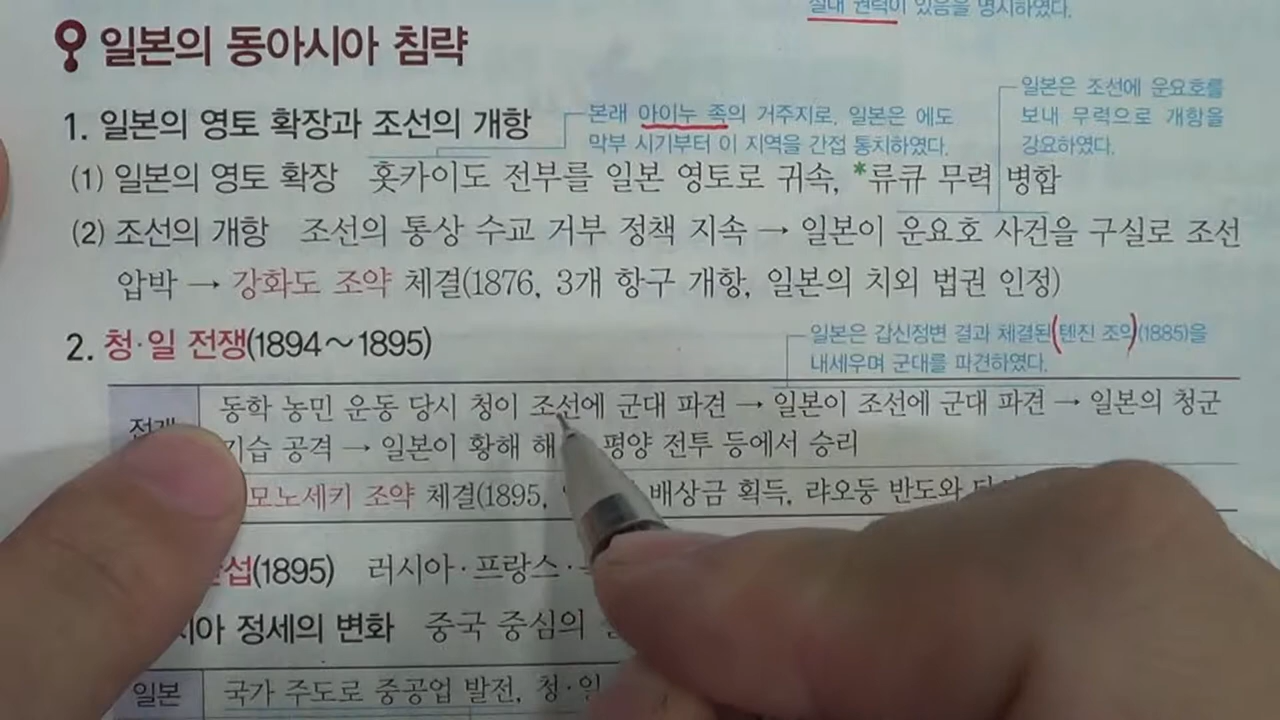 실내 권력이 있음을 명시하였다.
일본의 동아시아 침략
1. 일본의 영토 확장과 조선의 개항
본래 아이누 족의 거주지로, 일본은 에도
막부 시기부터 이 지역을 간접 통치하였다.
일본은 조선에 운요호를
보내 무력으로 개항을
강요하였다.
(1) 일본의 영토 확장 홋카이도 전부를 일본 영토로 귀속, *류큐 무력 병합
(2) 조선의 개항 조선의 통상 수교 거부 정책 지속 → 일본이 운요호 사건을 구실로 조선
압박 → 강화도 조약 체결(1876, 3개 항구 개항, 일본의 치외 법권 인정)
2. 청·일 전쟁(1894~1895)
일본은 갑신정변 결과 체결된 텐진 조약(1885)을
내세우며 군대를 파견하였다.
전개
동학 농민 운동 당시 청이 조선에 군대 파견 → 일본이 조선에 군대 파견 → 일본의 청군
기습 공격 → 일본이 황해 해 평양 전투 등에서 승리
모노세키 조약 체결(1895, 배상금 획득, 랴오둥 반도와
섭(1895) 러시아·프랑스·
시아 정세의 변화 중국 중심의
일본
국가 주도로 중공업 발전, 청·일